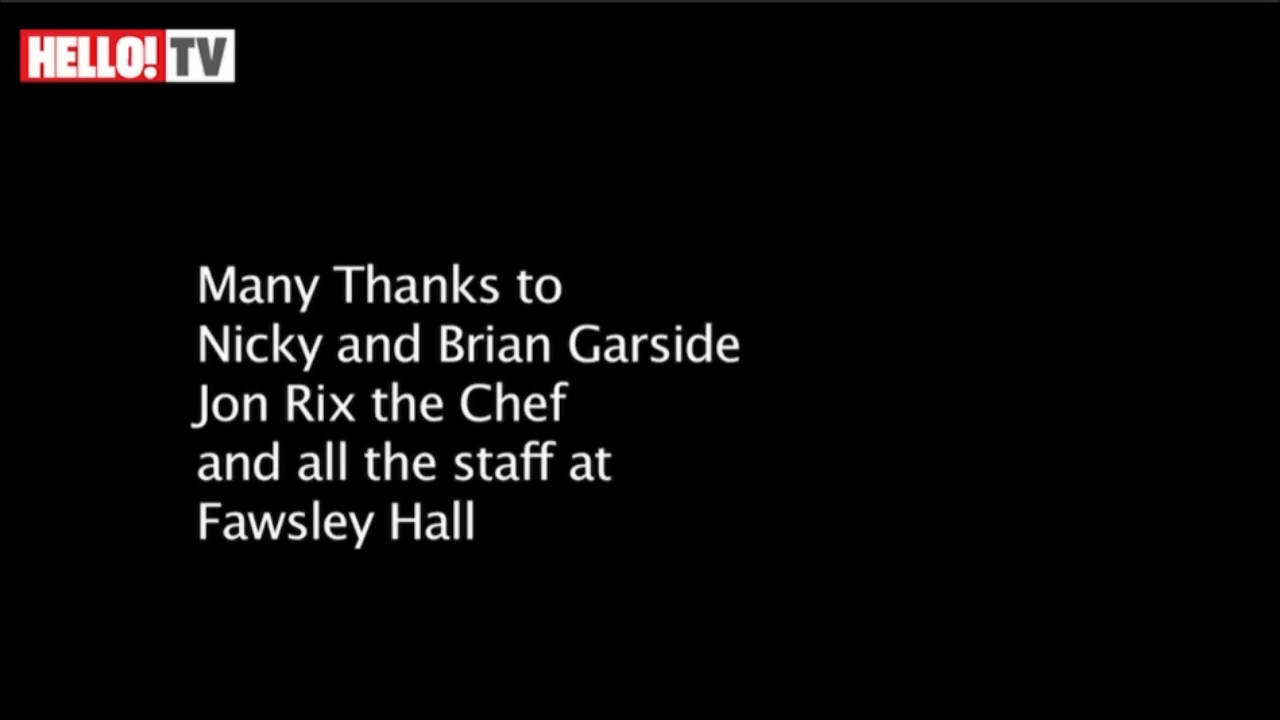 HELLO! TV
Many Thanks to
Nicky and Brian Garside
Jon Rix the Chef
and all the staff at
Fawsley Hall